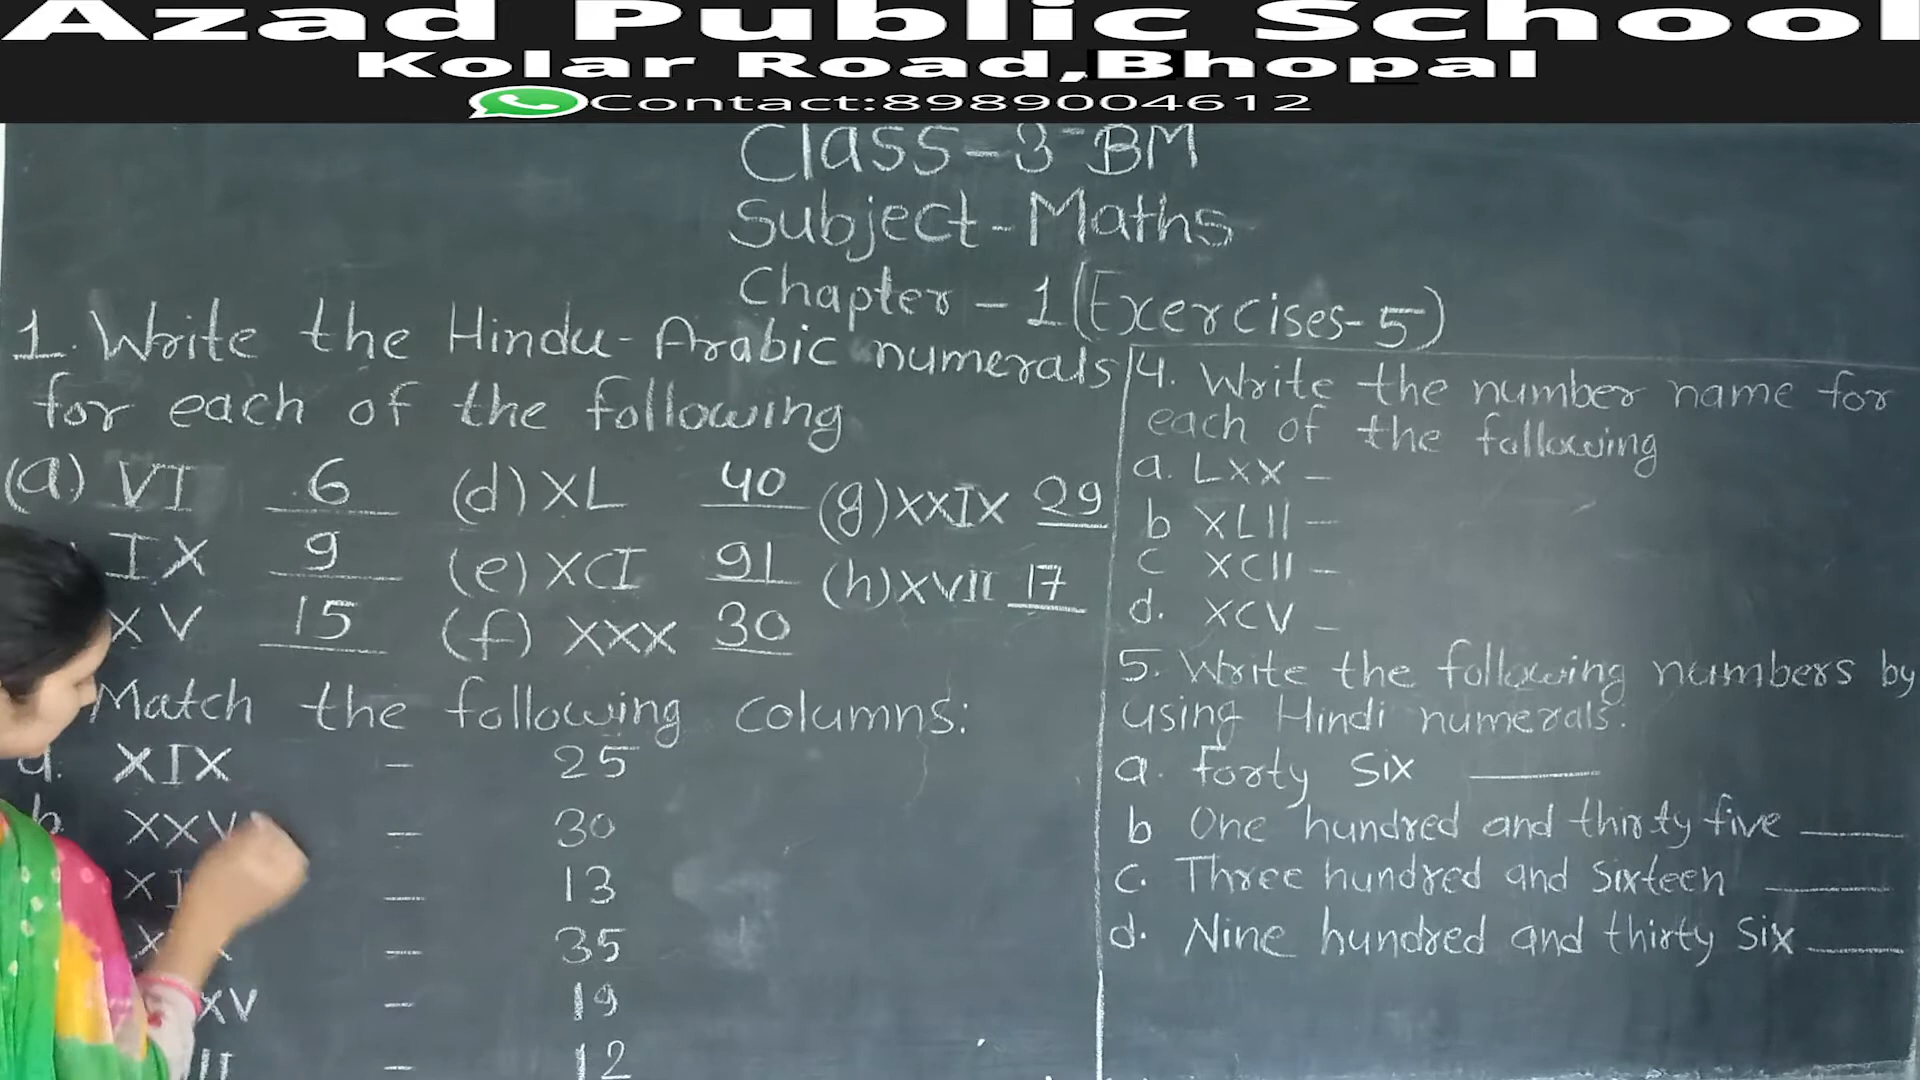 Azad Public School
Kolar Road,Bhopal
Contact:8989004612
Class-3 BM
Subject-Maths
Chapter - 1 (Exercises-5)
1. Write the Hindu-Arabic numerals
for each of the following
(a) VI 6 (d) XL 40 (g) XXIX 29
IX 9 (e) XCI 91 (h) XVII 17
XV 15 (f) XXX 30
Match the following columns:
a. XIX - 25
b. XXV - 30
- 13
- 35
- 19
- 12
4. Write the number name for
each of the following
a. LXX -
b XLII -
c XCII -
d. XCV -
5. Write the following numbers by
using Hindi numerals:
a. forty six ____
b One hundred and thirty five ____
c. Three hundred and Sixteen ____
d. Nine hundred and thirty Six ____